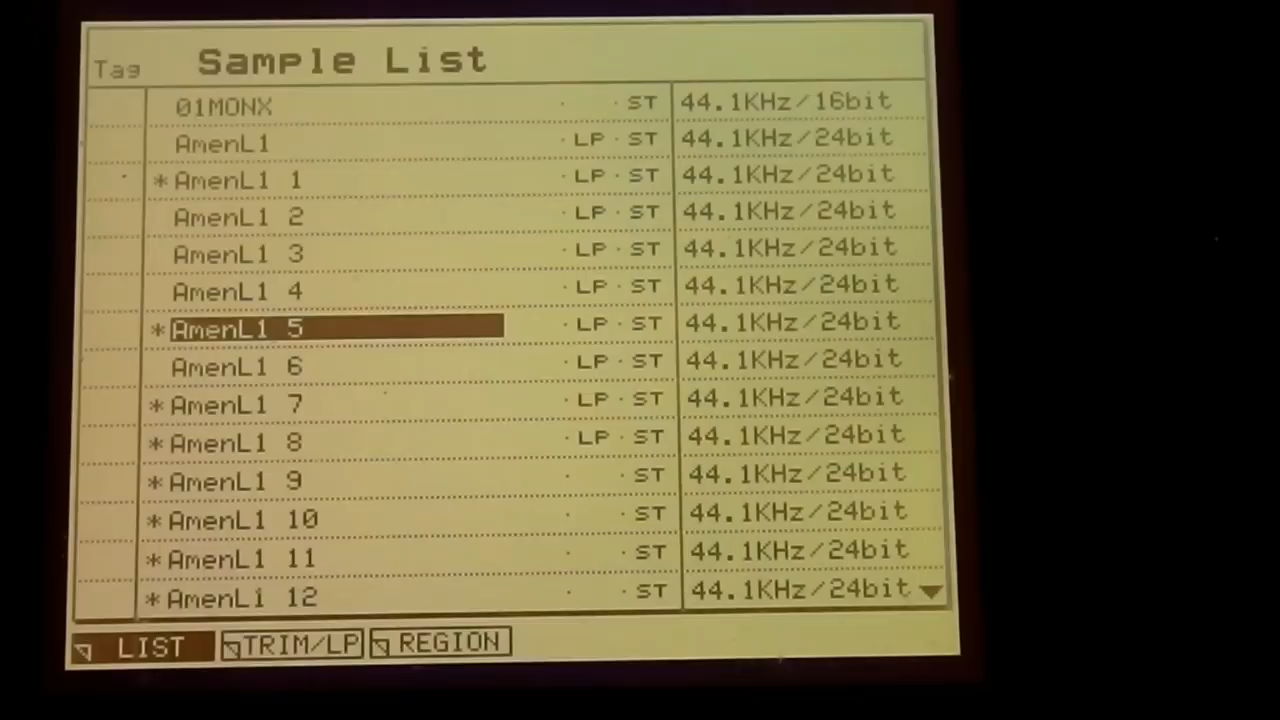 Tag Sample List
01MONX · · ST 44.1KHz/16bit
AmenL1 · LP · ST 44.1KHz/24bit
*AmenL1 1 · LP · ST 44.1KHz/24bit
AmenL1 2 · LP · ST 44.1KHz/24bit
AmenL1 3 · LP · ST 44.1KHz/24bit
AmenL1 4 · LP · ST 44.1KHz/24bit
*AmenL1 5 · LP · ST 44.1KHz/24bit
AmenL1 6 · LP · ST 44.1KHz/24bit
*AmenL1 7 · LP · ST 44.1KHz/24bit
*AmenL1 8 · LP · ST 44.1KHz/24bit
*AmenL1 9 · · ST 44.1KHz/24bit
*AmenL1 10 · · ST 44.1KHz/24bit
*AmenL1 11 · · ST 44.1KHz/24bit
*AmenL1 12 · · ST 44.1KHz/24bit
LIST TRIM/LP REGION